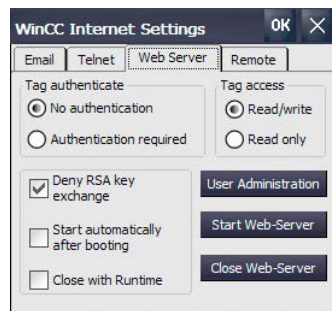 WinCC Internet Settings OK
Email Telnet Web Server Remote
Tag authenticate
No authentication
Authentication required
Tag access
Read/write
Read only
Deny RSA key
exchange
Start automatically
after booting
Close with Runtime
User Administration
Start Web-Server
Close Web-Server